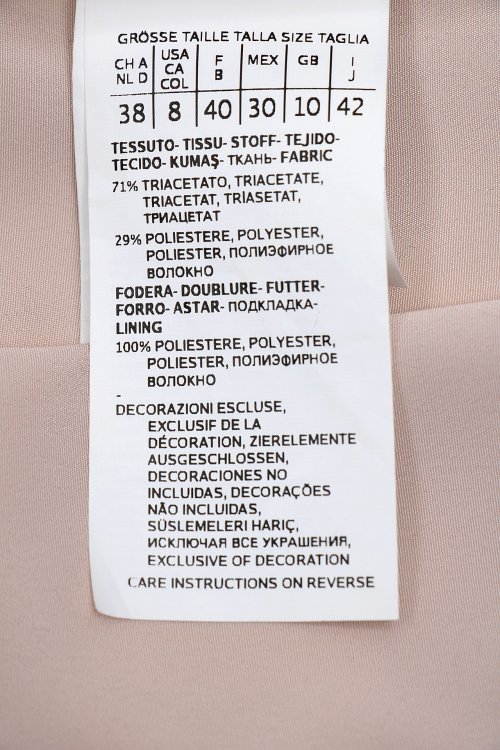 GRÖSSE TAILLE TALLA SIZE TAGLIA
CH A NL D | USA CA COL | F B | MEX | GB | I J
38 | 8 | 40 | 30 | 10 | 42
TESSUTO- TISSU- STOFF- TEJIDO-
TECIDO- KUMAŞ- ТКАНЬ- FABRIC
71% TRIACETATO, TRIACETATE,
TRIACETAT, TRİASETAT,
ТРИАЦЕТАТ
29% POLIESTERE, POLYESTER,
POLIESTER, ПОЛИЭФИРНОЕ
ВОЛОКНО
FODERA- DOUBLURE- FUTTER-
FORRO- ASTAR- ПОДКЛАДКА-
LINING
100% POLIESTERE, POLYESTER,
POLIESTER, ПОЛИЭФИРНОЕ
ВОЛОКНО
-
DECORAZIONI ESCLUSE,
EXCLUSIF DE LA
DÉCORATION, ZIERELEMENTE
AUSGESCHLOSSEN,
DECORACIONES NO
INCLUIDAS, DECORAÇÕES
NÃO INCLUIDAS,
SÜSLEMELERI HARIÇ,
ИСКЛЮЧАЯ ВСЕ УКРАШЕНИЯ,
EXCLUSIVE OF DECORATION
CARE INSTRUCTIONS ON REVERSE